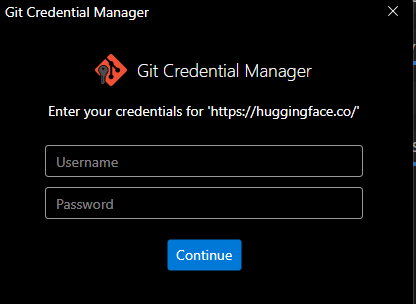 Git Credential Manager
Git Credential Manager
Enter your credentials for 'https://huggingface.co/'
Username
Password
Continue